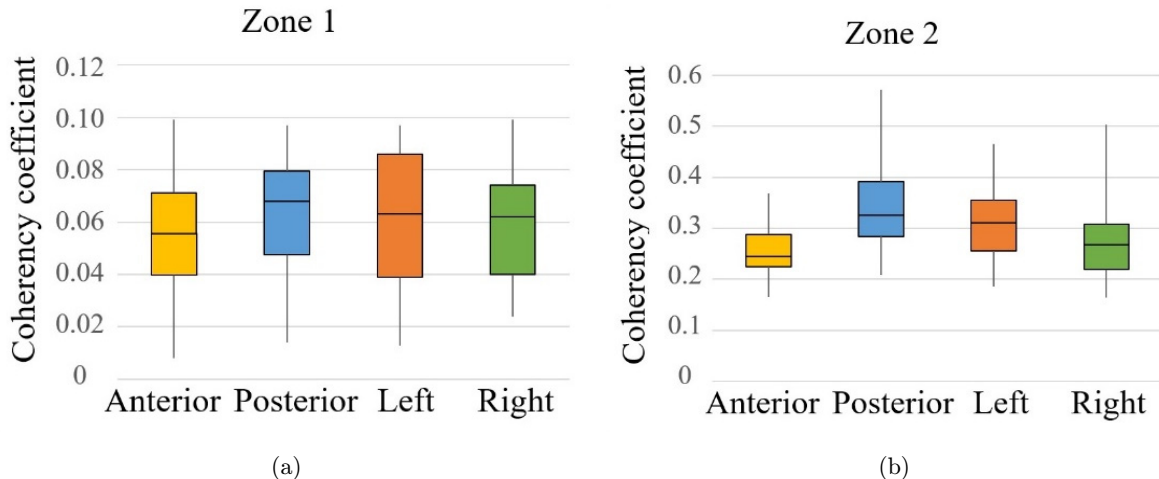 Zone 1
Coherency coefficient
0.12
0.10
0.08
0.06
0.04
0.02
0
Anterior Posterior Left Right
(a)
Zone 2
Coherency coefficient
0.6
0.5
0.4
0.3
0.2
0.1
0
Anterior Posterior Left Right
(b)